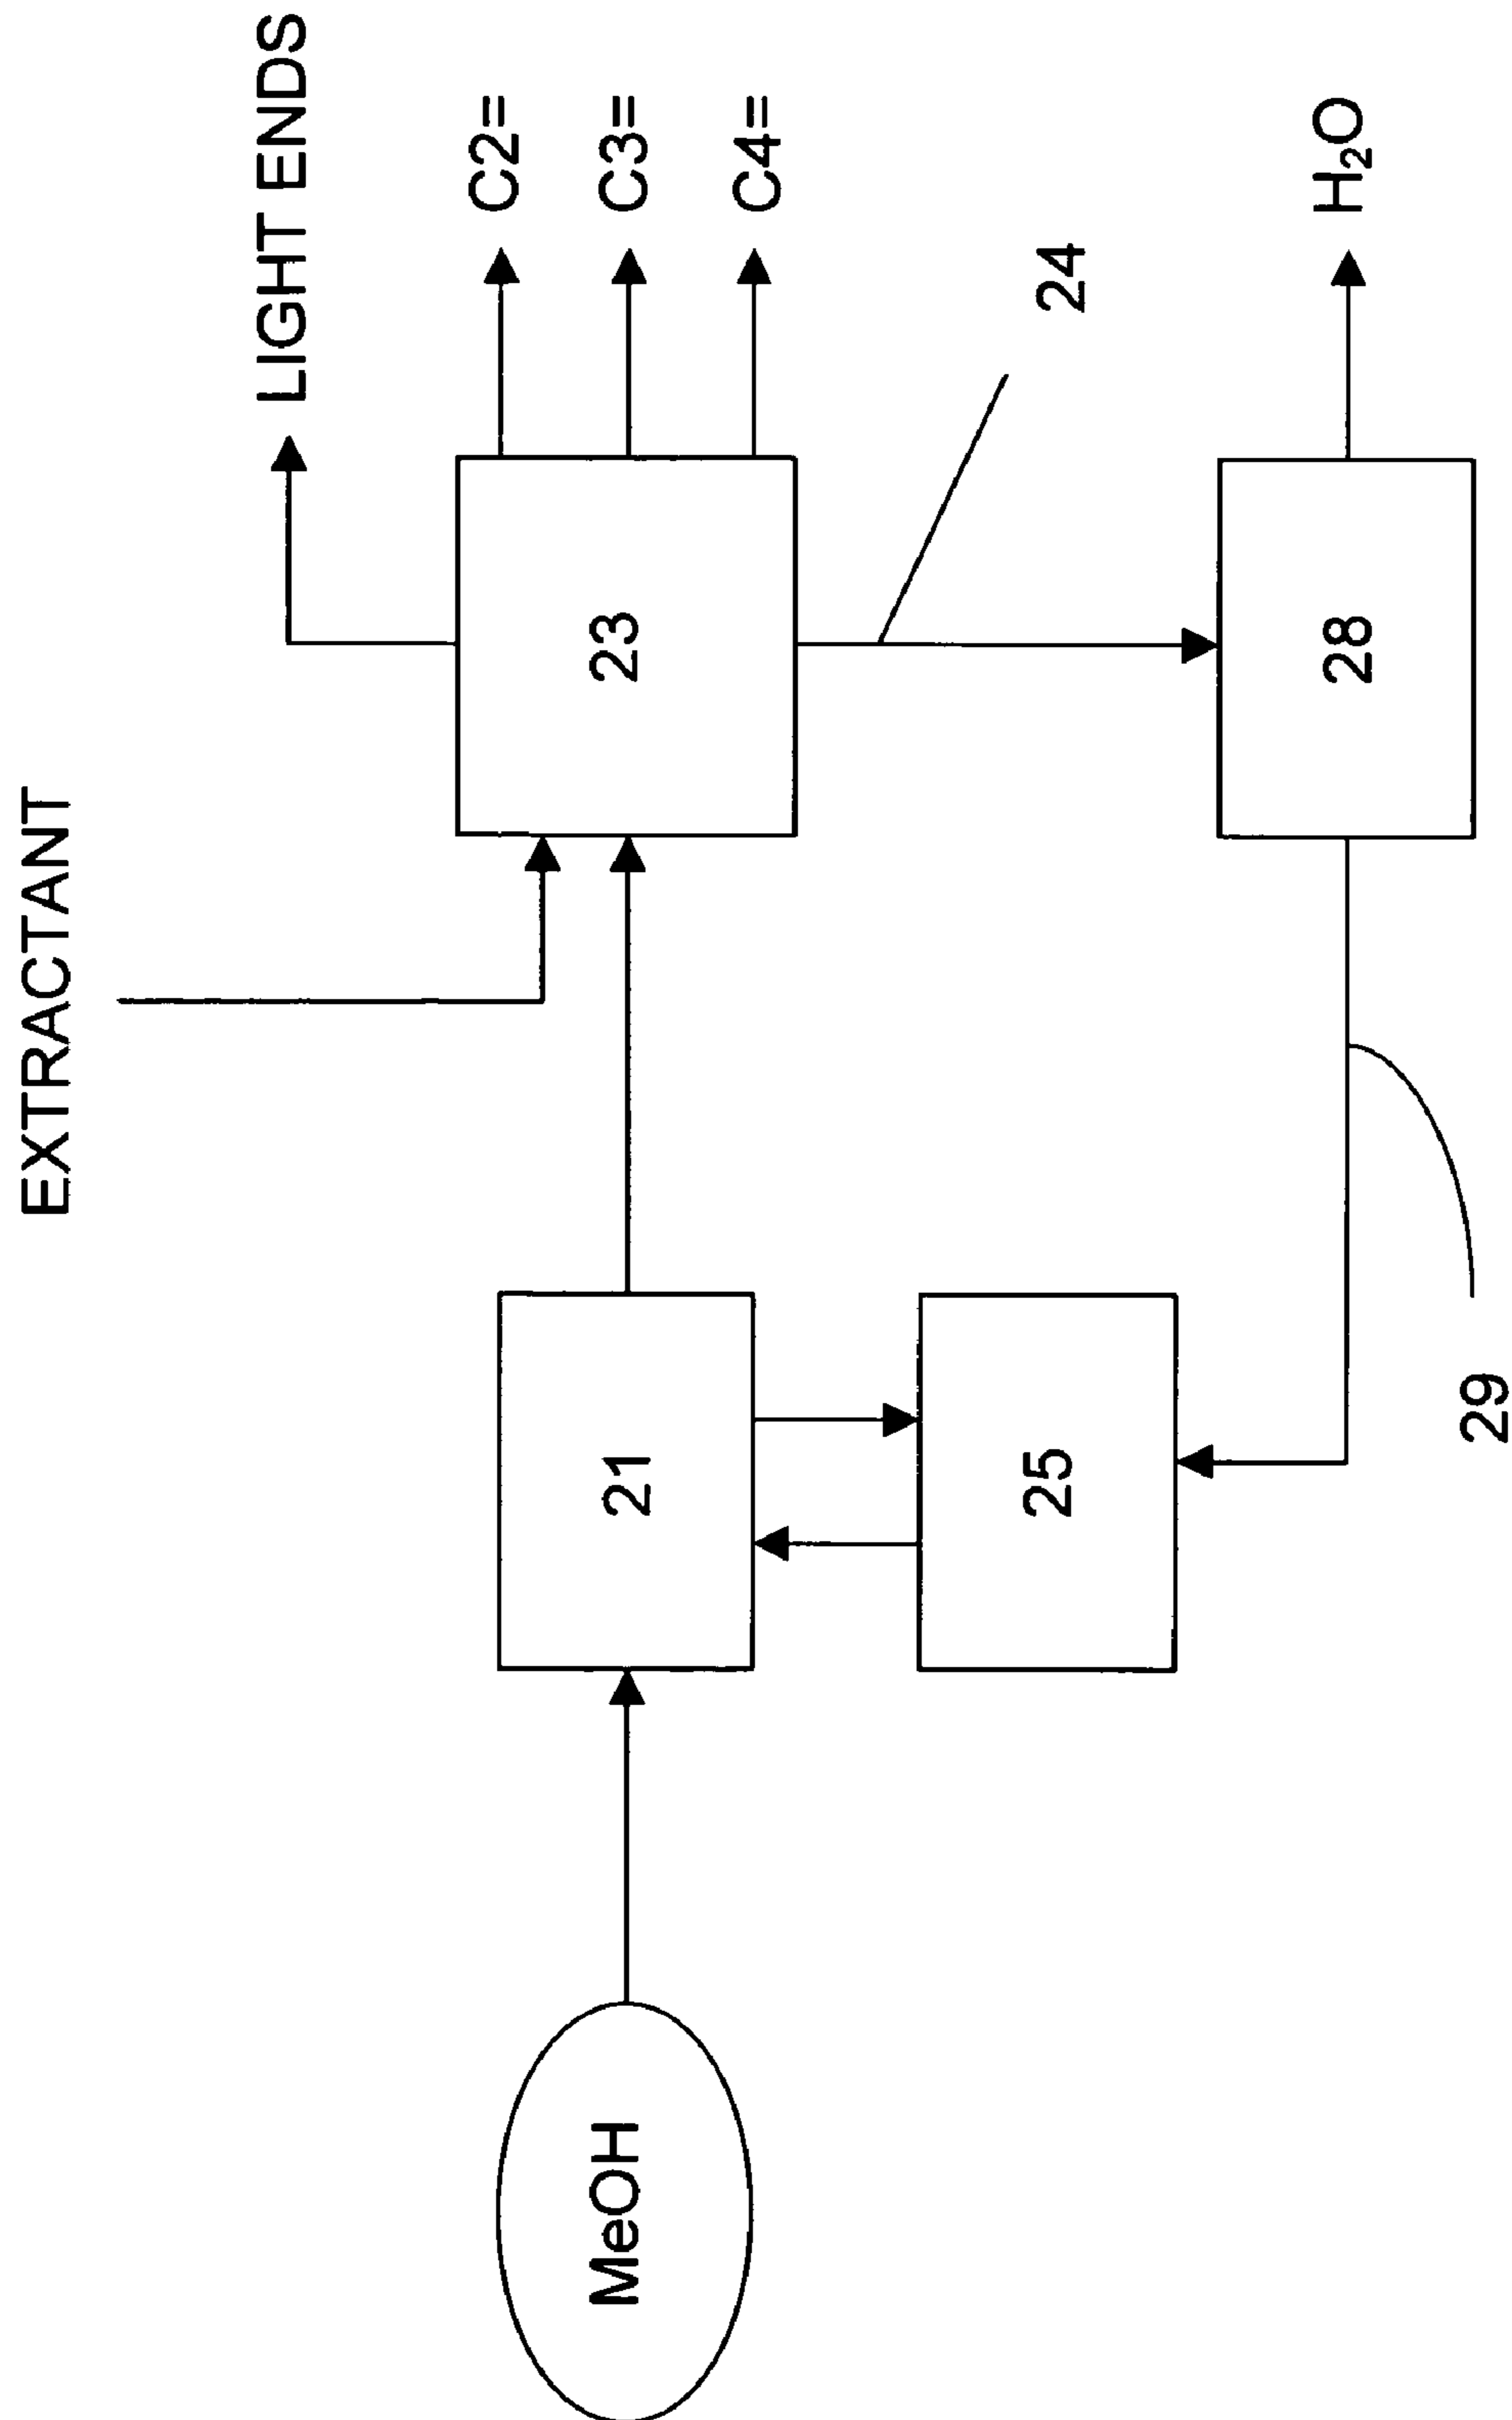 EXTRACTANT
LIGHT ENDS
C2=
C3=
C4=
MeOH
21
23
24
25
28
H₂O
29